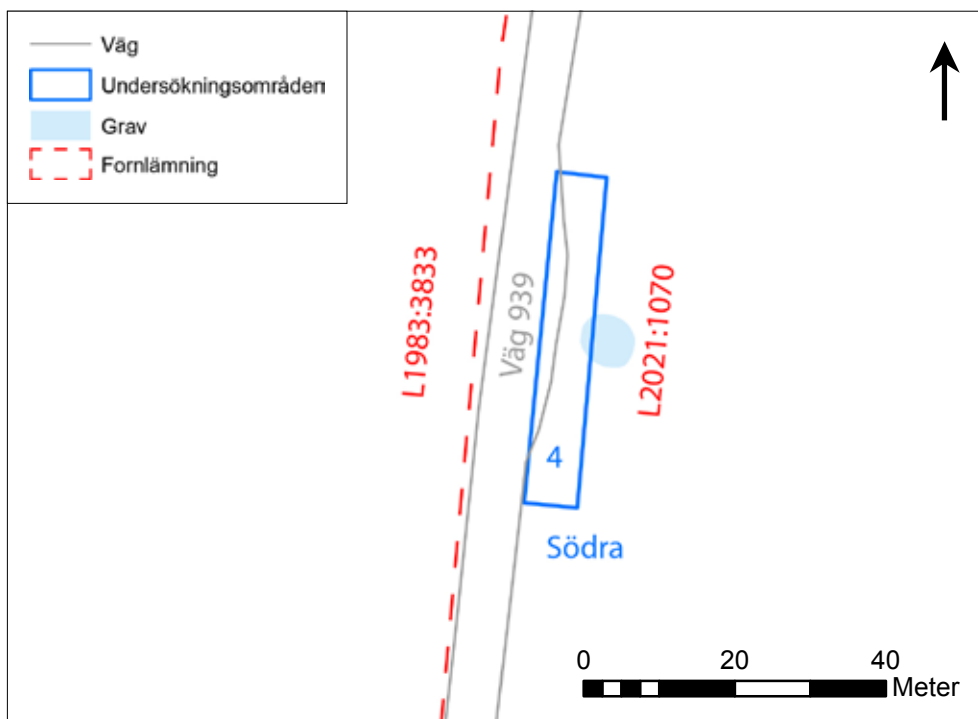 Väg
Undersökningsområden
Grav
Fornlämning
L1983:3833
Väg 939
L2021:1070
4
Södra
0 20 40
Meter